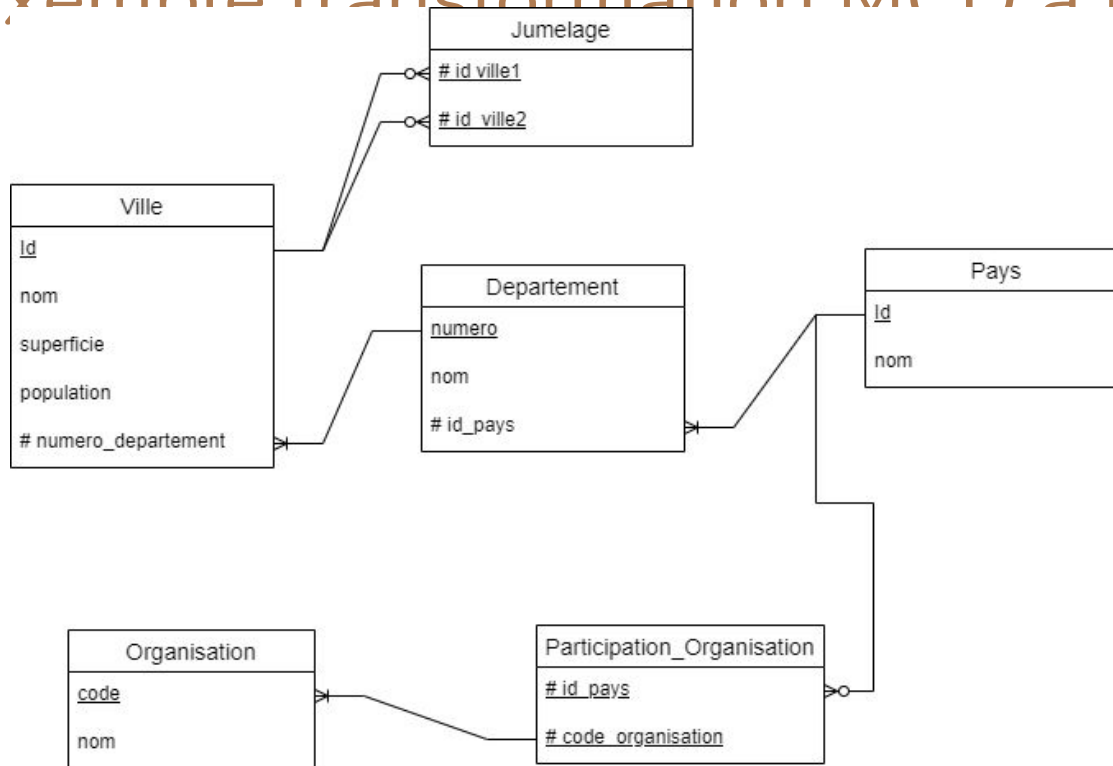 Jumelage
# id ville1
# id_ville2
Ville
Id
nom
superficie
population
# numero_departement
Departement
numero
nom
# id_pays
Pays
Id
nom
Organisation
code
nom
Participation_Organisation
# id_pays
# code_organisation